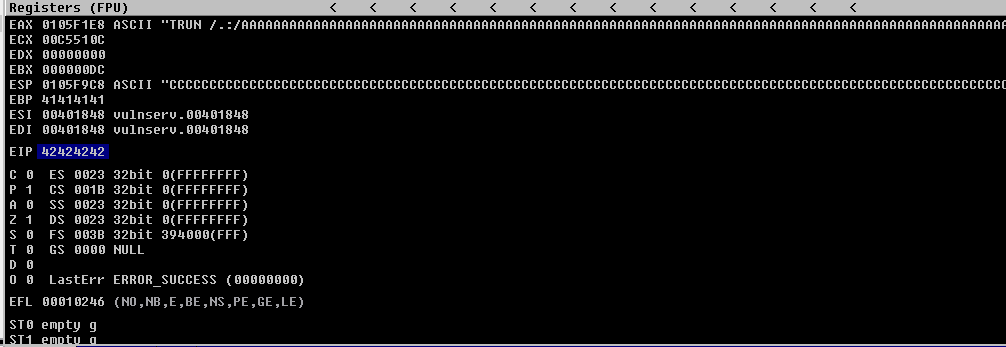 Registers (FPU) < < < < < < < < < < < < < <
EAX 0105F1E8 ASCII "TRUN /.:/AAAAAAAAAAAAAAAAAAAAAAAAAAAAAAAAAAAAAAAAAAAAAAAAAAAAAAAAAAAAAAAAAAAAAAAAAAAAAAAAAAAAAAAAAAAA
ECX 00C5510C
EDX 00000000
EBX 000000DC
ESP 0105F9C8 ASCII "CCCCCCCCCCCCCCCCCCCCCCCCCCCCCCCCCCCCCCCCCCCCCCCCCCCCCCCCCCCCCCCCCCCCCCCCCCCCCCCCCCCCCCCCCCCCCCCCCCCCCCCCC
EBP 41414141
ESI 00401848 vulnserv.00401848
EDI 00401848 vulnserv.00401848
EIP 42424242
C 0 ES 0023 32bit 0(FFFFFFFF)
P 1 CS 001B 32bit 0(FFFFFFFF)
A 0 SS 0023 32bit 0(FFFFFFFF)
Z 1 DS 0023 32bit 0(FFFFFFFF)
S 0 FS 003B 32bit 394000(FFF)
T 0 GS 0000 NULL
D 0
O 0 LastErr ERROR_SUCCESS (00000000)
EFL 00010246 (NO,NB,E,BE,NS,PE,GE,LE)
ST0 empty g
ST1 empty g